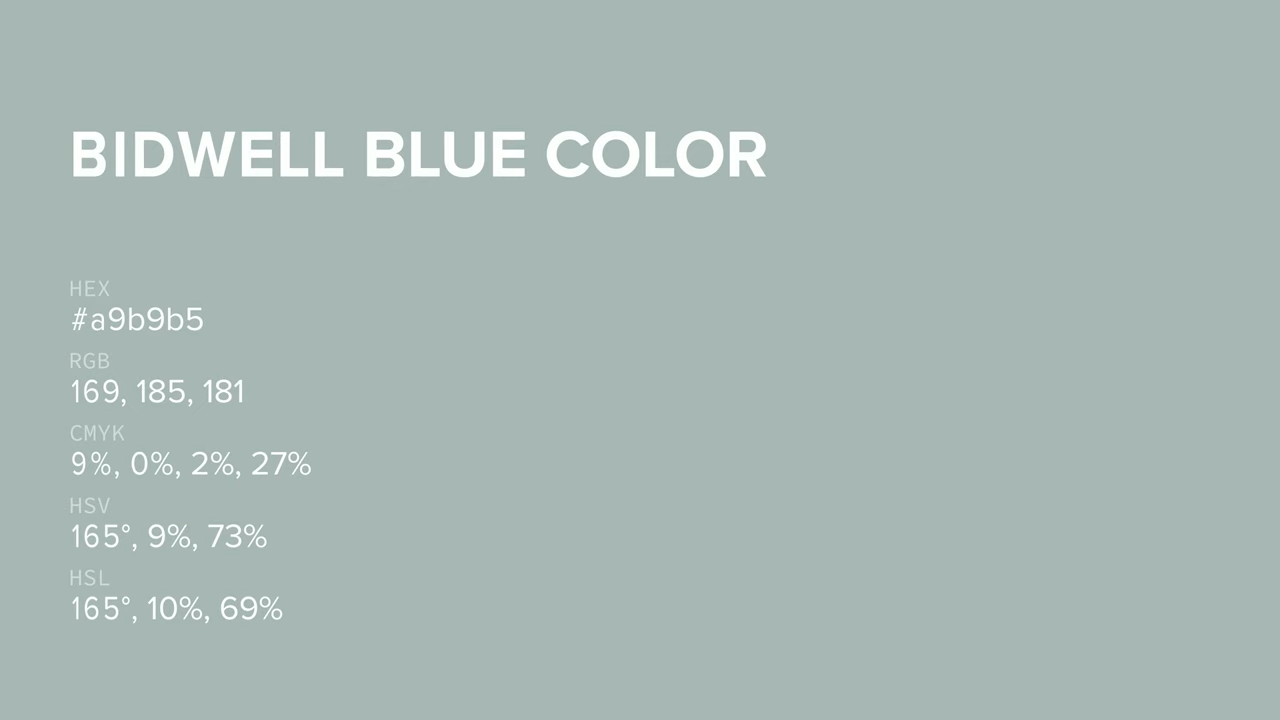 BIDWELL BLUE COLOR
HEX
#a9b9b5
RGB
169, 185, 181
CMYK
9%, 0%, 2%, 27%
HSV
165°, 9%, 73%
HSL
165°, 10%, 69%